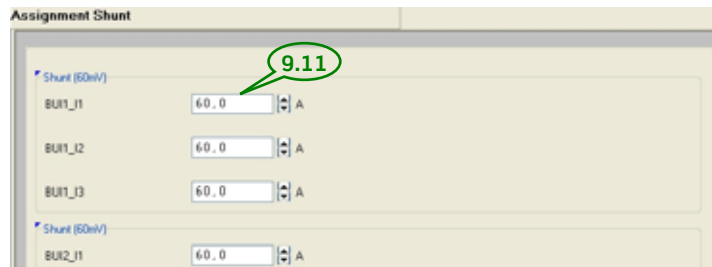 Assignment Shunt
9.11
Shunt (60mV)
BUI1_I1 60.0 A
BUI1_I2 60.0 A
BUI1_I3 60.0 A
Shunt (60mV)
BUI2_I1 60.0 A